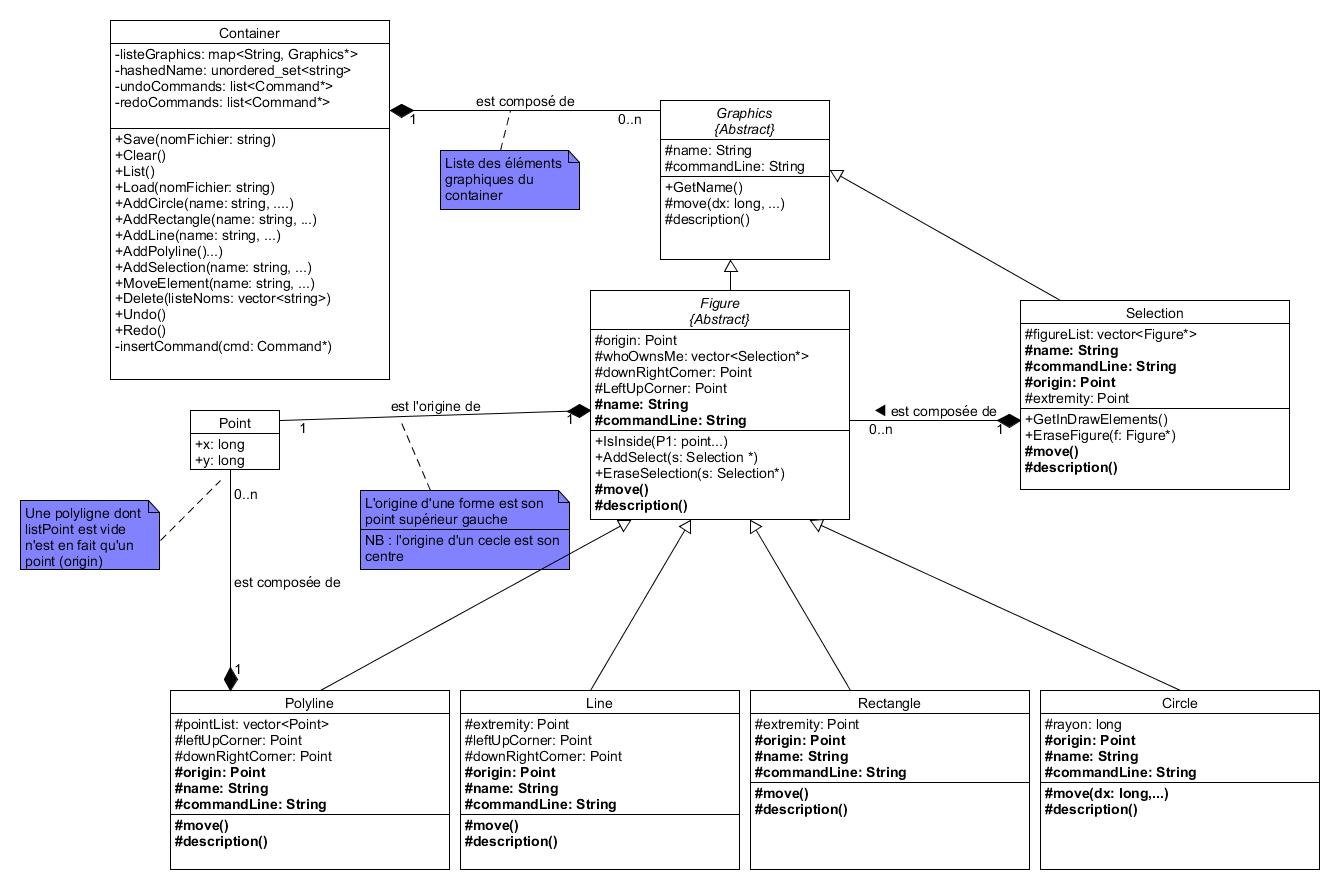 Container
-listeGraphics: map<String, Graphics*>
-hashedName: unordered_set<string>
-undoCommands: list<Command*>
-redoCommands: list<Command*>
+Save(nomFichier: string)
+Clear()
+List()
+Load(nomFichier: string)
+AddCircle(name: string, ....)
+AddRectangle(name: string, ...)
+AddLine(name: string, ...)
+AddPolyline()...)
+AddSelection(name: string, ...)
+MoveElement(name: string, ...)
+Delete(listeNoms: vector<string>)
+Undo()
+Redo()
-insertCommand(cmd: Command*)
est composé de
1
0..n
Liste des éléments
graphiques du
container
Graphics
{Abstract}
#name: String
#commandLine: String
+GetName()
#move(dx: long, ...)
#description()
Figure
{Abstract}
#origin: Point
#whoOwnsMe: vector<Selection*>
#downRightCorner: Point
#LeftUpCorner: Point
#name: String
#commandLine: String
+IsInside(P1: point...)
+AddSelect(s: Selection *)
+EraseSelection(s: Selection*)
#move()
#description()
Selection
#figureList: vector<Figure*>
#name: String
#commandLine: String
#origin: Point
#extremity: Point
+GetInDrawElements()
+EraseFigure(f: Figure*)
#move()
#description()
est composée de
0..n
1
Point
+x: long
+y: long
est l'origine de
1
1
L'origine d'une forme est son
point supérieur gauche
NB : l'origine d'un cecle est son
centre
Une polyligne dont
listPoint est vide
n'est en fait qu'un
point (origin)
0..n
est composée de
1
Polyline
#pointList: vector<Point>
#leftUpCorner: Point
#downRightCorner: Point
#origin: Point
#name: String
#commandLine: String
#move()
#description()
Line
#extremity: Point
#leftUpCorner: Point
#downRightCorner: Point
#origin: Point
#name: String
#commandLine: String
#move()
#description()
Rectangle
#extremity: Point
#origin: Point
#name: String
#commandLine: String
#move()
#description()
Circle
#rayon: long
#origin: Point
#name: String
#commandLine: String
#move(dx: long,...)
#description()